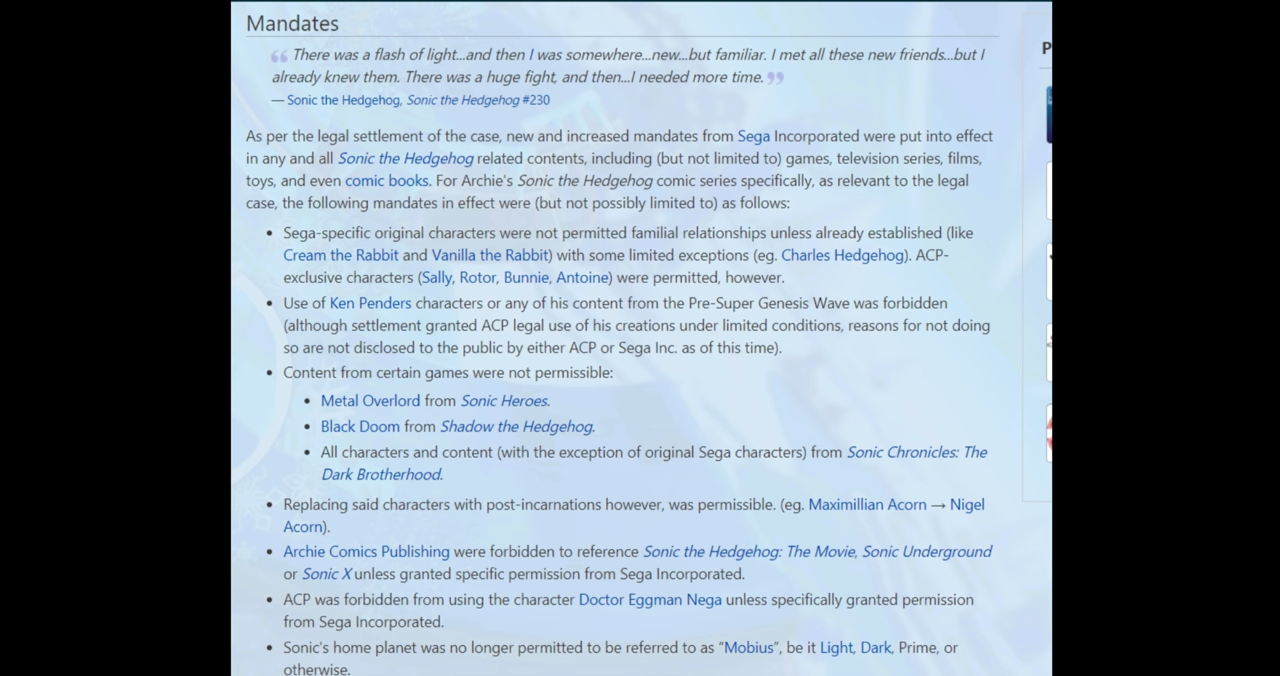 Mandates
“ There was a flash of light...and then I was somewhere...new...but familiar. I met all these new friends...but I
already knew them. There was a huge fight, and then...I needed more time. ”
— Sonic the Hedgehog, Sonic the Hedgehog #230
As per the legal settlement of the case, new and increased mandates from Sega Incorporated were put into effect
in any and all Sonic the Hedgehog related contents, including (but not limited to) games, television series, films,
toys, and even comic books. For Archie's Sonic the Hedgehog comic series specifically, as relevant to the legal
case, the following mandates in effect were (but not possibly limited to) as follows:
• Sega-specific original characters were not permitted familial relationships unless already established (like
Cream the Rabbit and Vanilla the Rabbit) with some limited exceptions (eg. Charles Hedgehog). ACP-
exclusive characters (Sally, Rotor, Bunnie, Antoine) were permitted, however.
• Use of Ken Penders characters or any of his content from the Pre-Super Genesis Wave was forbidden
(although settlement granted ACP legal use of his creations under limited conditions, reasons for not doing
so are not disclosed to the public by either ACP or Sega Inc. as of this time).
• Content from certain games were not permissible:
• Metal Overlord from Sonic Heroes.
• Black Doom from Shadow the Hedgehog.
• All characters and content (with the exception of original Sega characters) from Sonic Chronicles: The
Dark Brotherhood.
• Replacing said characters with post-incarnations however, was permissible. (eg. Maximillian Acorn → Nigel
Acorn).
• Archie Comics Publishing were forbidden to reference Sonic the Hedgehog: The Movie, Sonic Underground
or Sonic X unless granted specific permission from Sega Incorporated.
• ACP was forbidden from using the character Doctor Eggman Nega unless specifically granted permission
from Sega Incorporated.
• Sonic's home planet was no longer permitted to be referred to as “Mobius”, be it Light, Dark, Prime, or
otherwise.
P